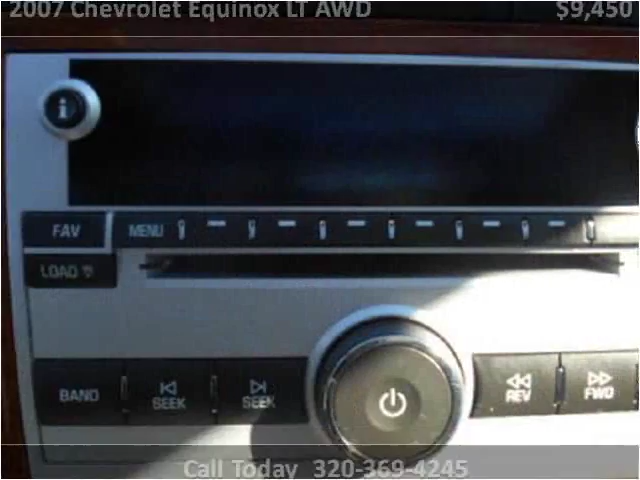 2007 Chevrolet Equinox LT AWD $9,450
i
FAV MENU
LOAD
BAND SEEK SEEK REV FWD
Call Today 320-369-4245